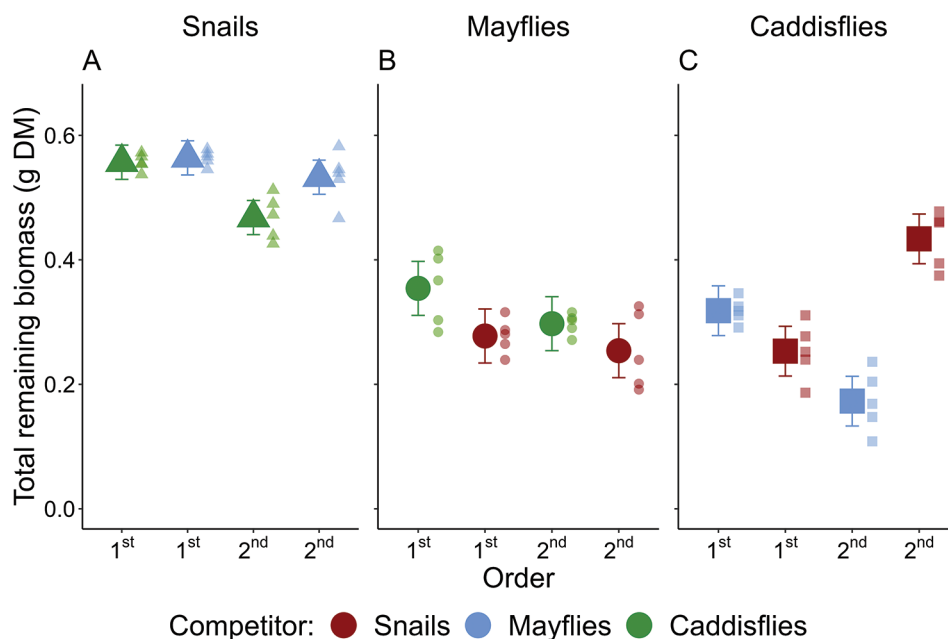 Snails Mayflies Caddisflies
A B C
Total remaining biomass (g DM)
0.6
0.4
0.2
0.0
1st 1st 2nd 2nd 1st 1st 2nd 2nd 1st 1st 2nd 2nd
Order
Competitor: Snails Mayflies Caddisflies